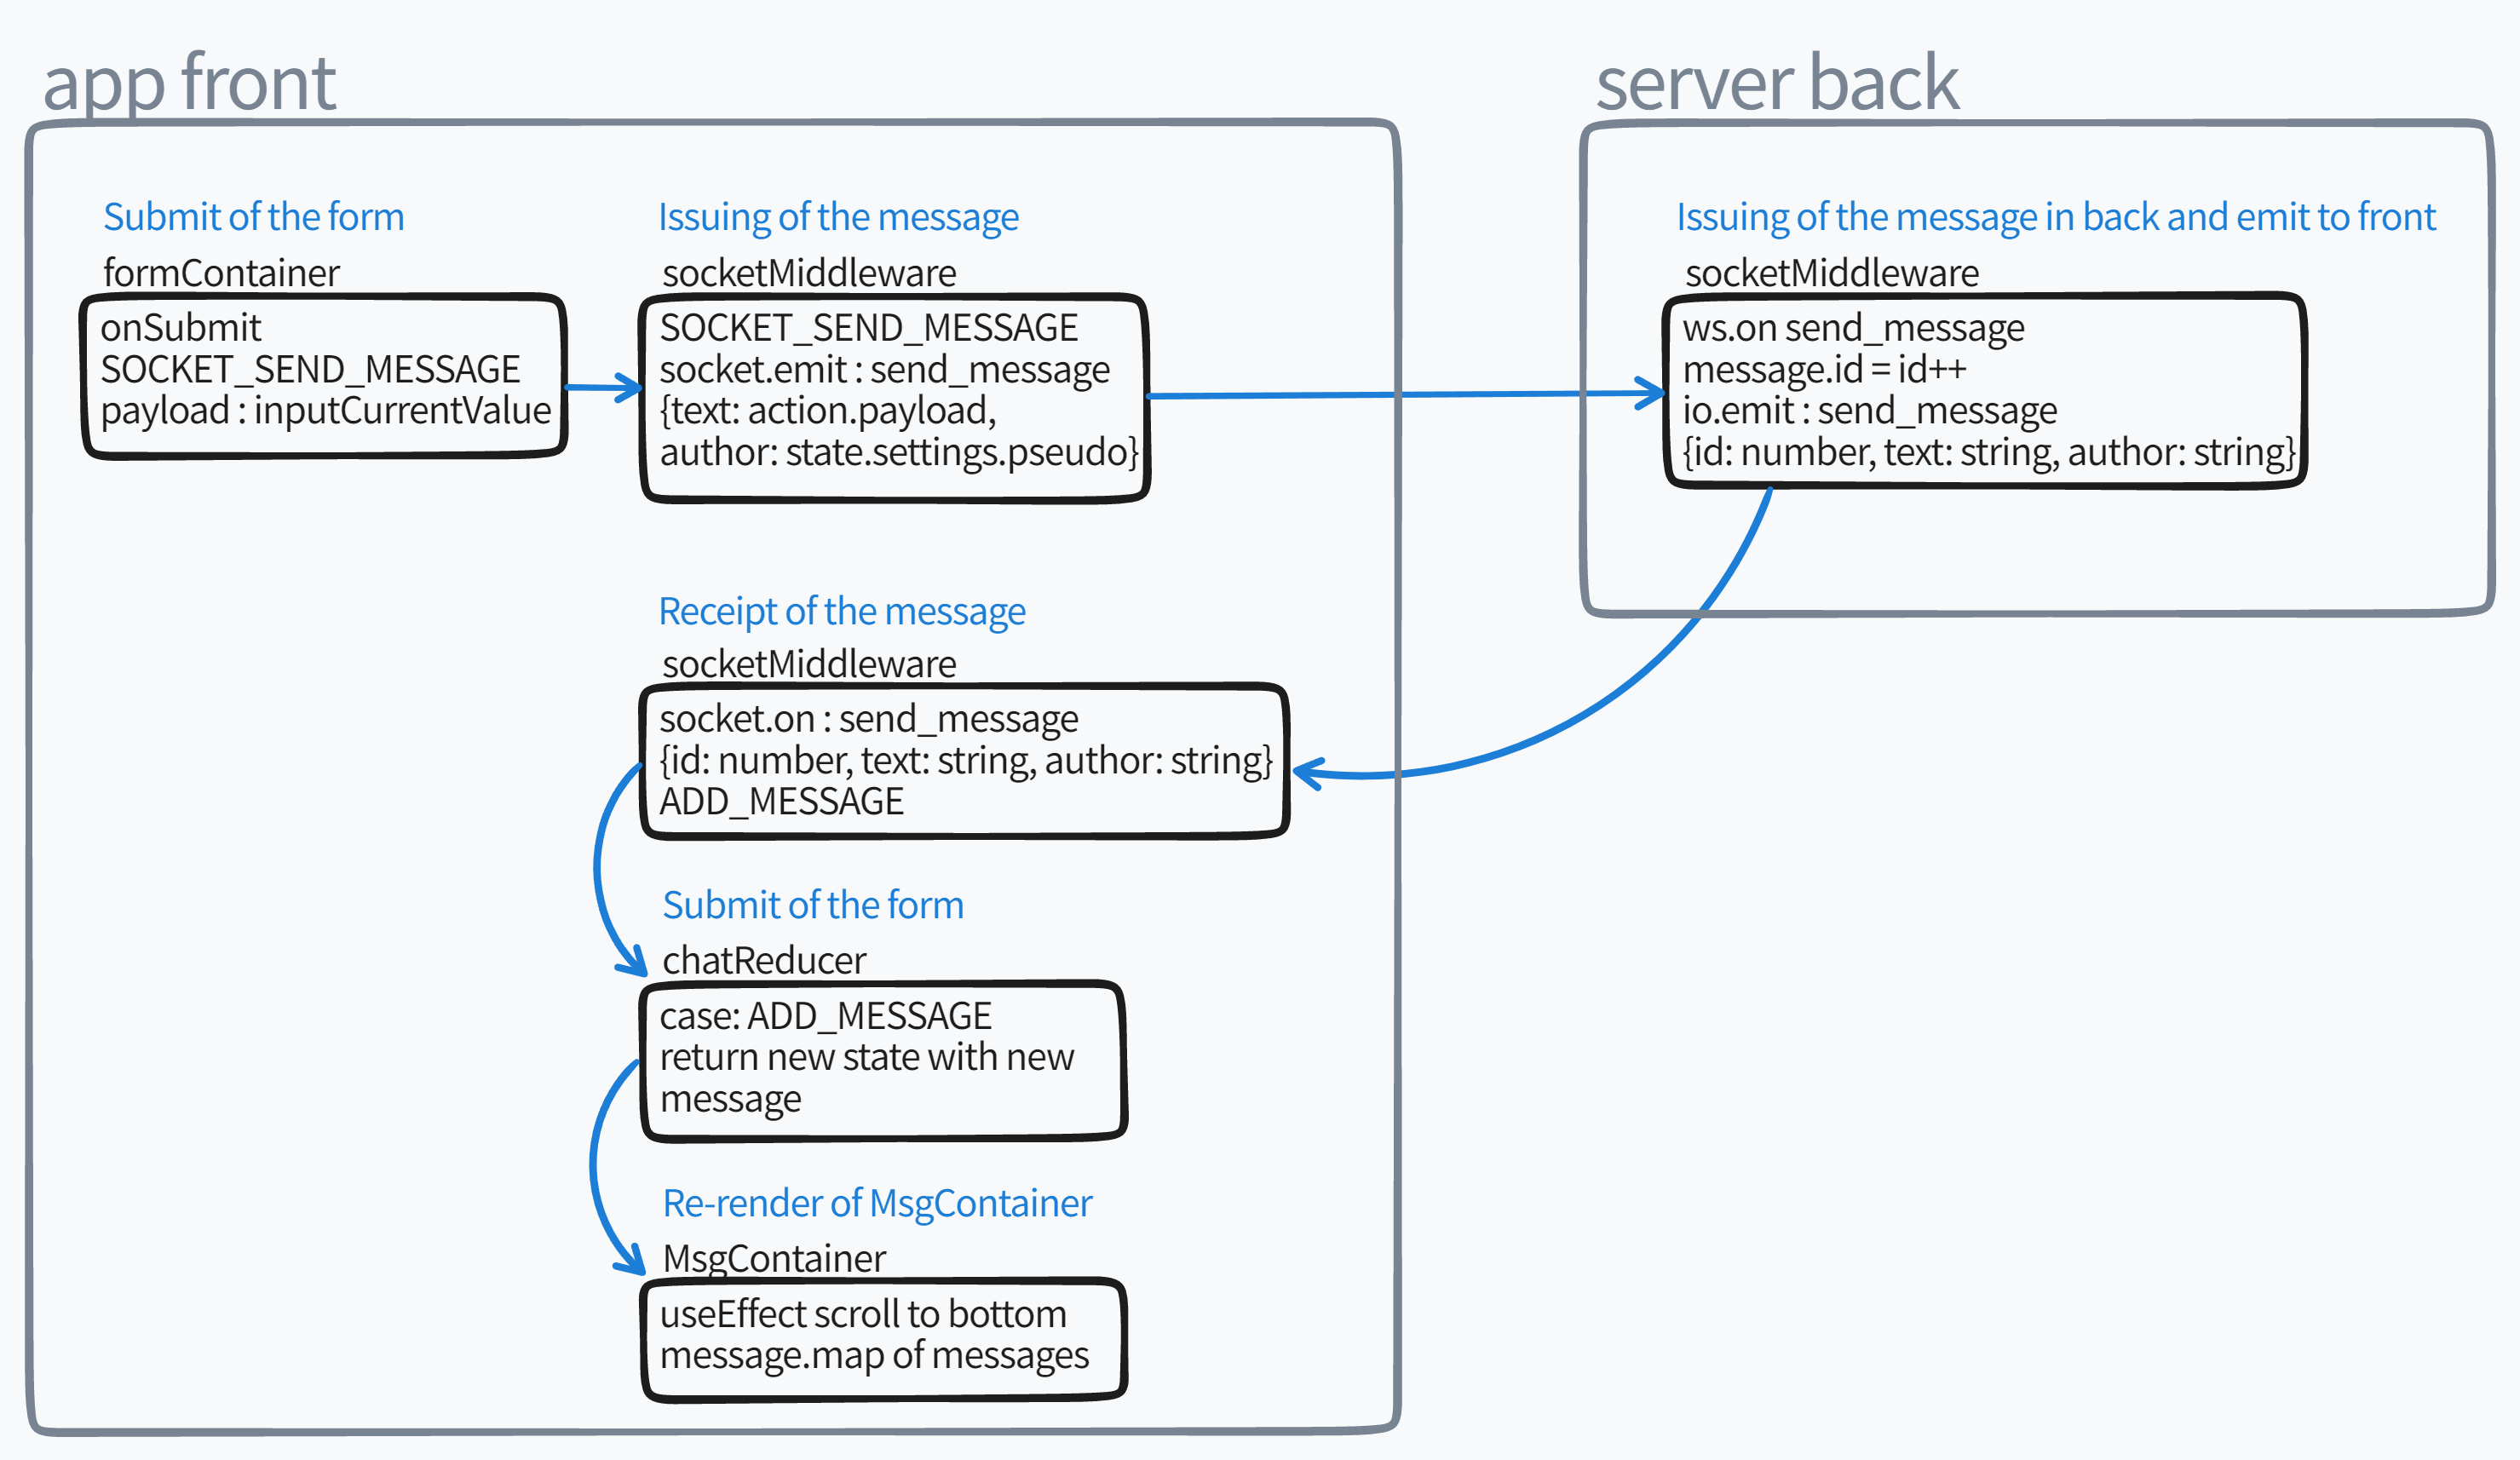 app front
Submit of the form
formContainer
onSubmit
SOCKET_SEND_MESSAGE
payload : inputCurrentValue
Issuing of the message
socketMiddleware
SOCKET_SEND_MESSAGE
socket.emit : send_message
{text: action.payload,
author: state.settings.pseudo}
server back
Issuing of the message in back and emit to front
socketMiddleware
ws.on send_message
message.id = id++
io.emit : send_message
{id: number, text: string, author: string}
Receipt of the message
socketMiddleware
socket.on : send_message
{id: number, text: string, author: string}
ADD_MESSAGE
Submit of the form
chatReducer
case: ADD_MESSAGE
return new state with new
message
Re-render of MsgContainer
MsgContainer
useEffect scroll to bottom
message.map of messages